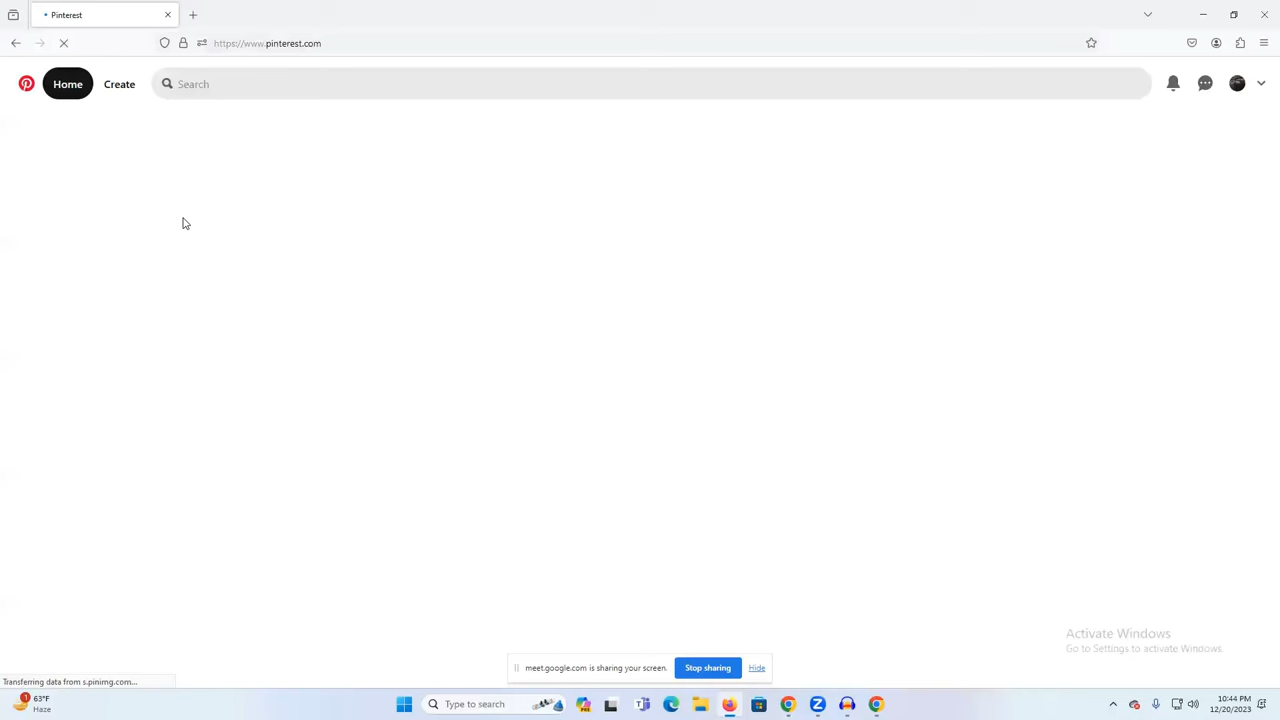 Pinterest
https://www.pinterest.com
Home
Create
Search
Activate Windows
Go to Settings to activate Windows.
meet.google.com is sharing your screen.
Stop sharing
Hide
Transferring data from s.pinimg.com...
1
63°F
Haze
Type to search
10:44 PM
12/20/2023